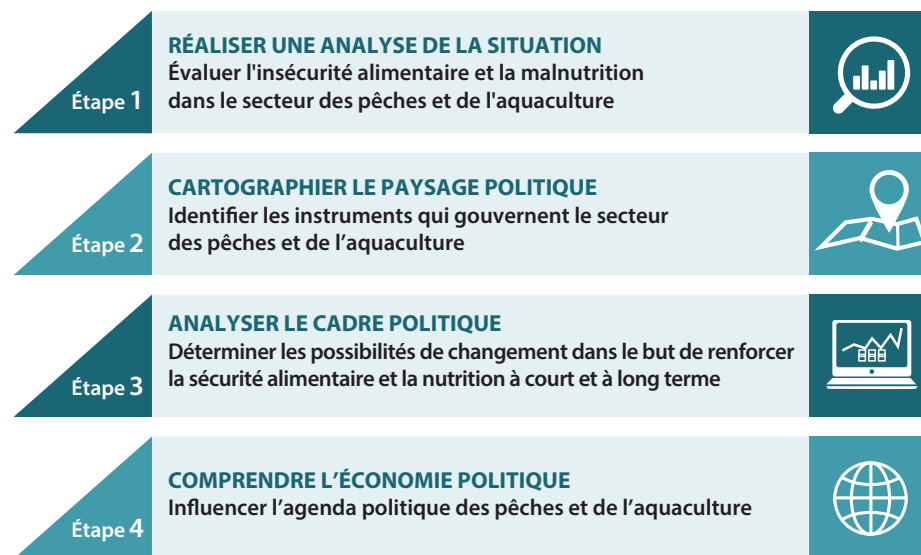 RÉALISER UNE ANALYSE DE LA SITUATION
Évaluer l'insécurité alimentaire et la malnutrition
dans le secteur des pêches et de l'aquaculture
Étape 1
CARTOGRAPHIER LE PAYSAGE POLITIQUE
Identifier les instruments qui gouvernent le secteur
des pêches et de l’aquaculture
Étape 2
ANALYSER LE CADRE POLITIQUE
Déterminer les possibilités de changement dans le but de renforcer
la sécurité alimentaire et la nutrition à court et à long terme
Étape 3
COMPRENDRE L’ÉCONOMIE POLITIQUE
Influencer l’agenda politique des pêches et de l’aquaculture
Étape 4